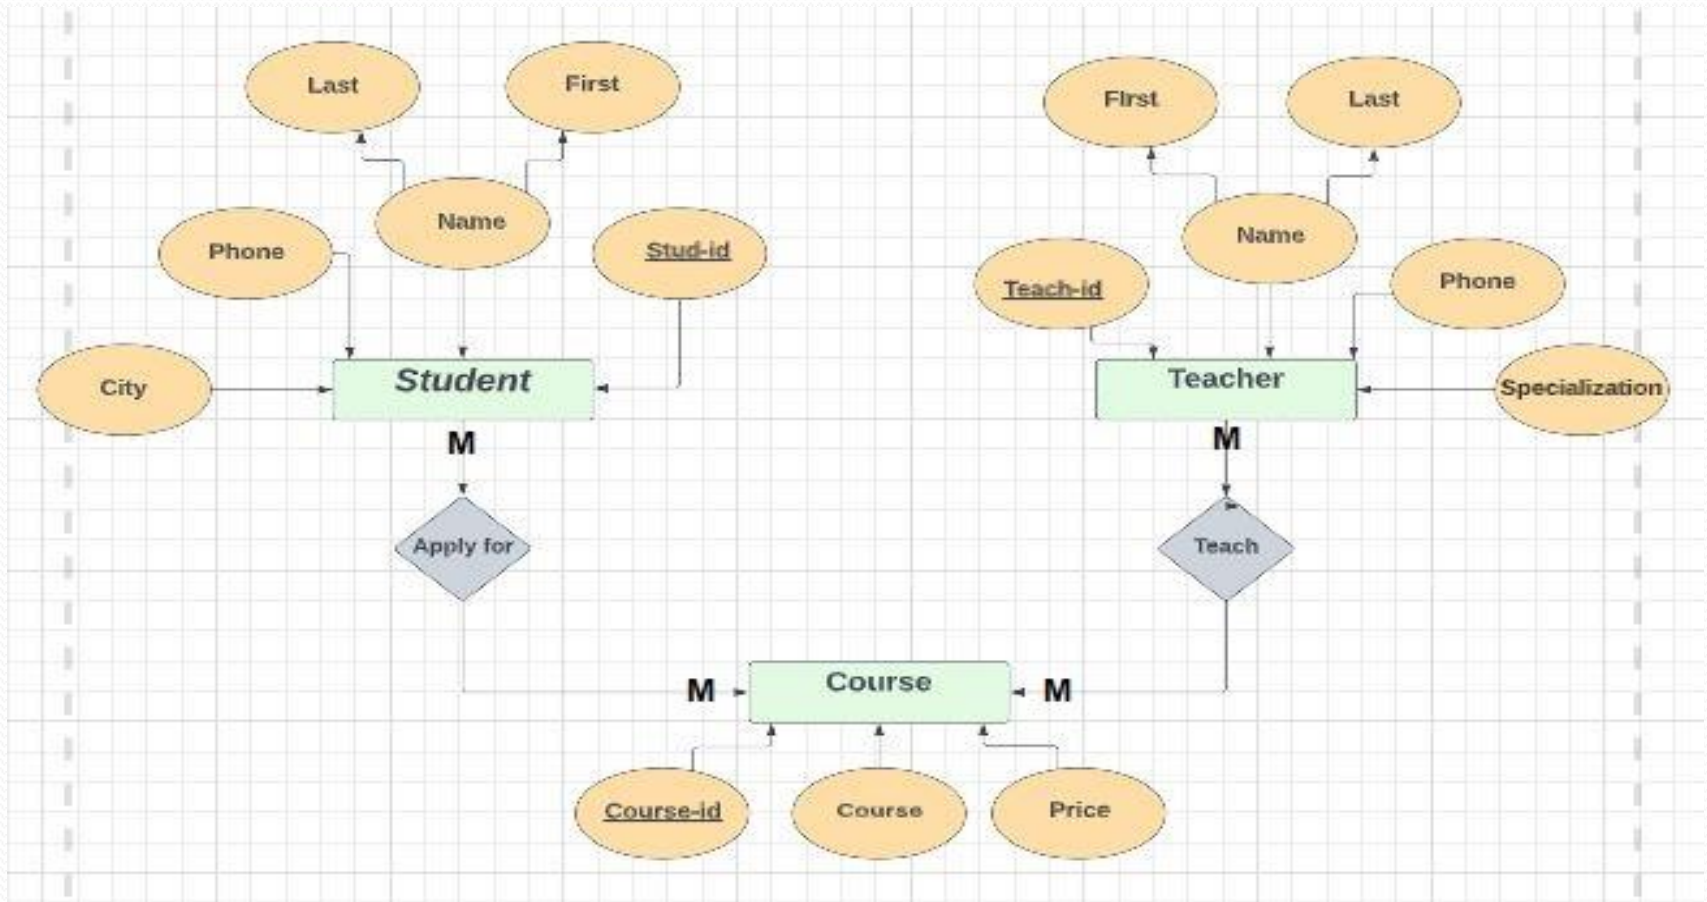 Last
First
FIrst
Last
Name
Name
Phone
Stud-id
Teach-id
Phone
City
Student
Teacher
Specialization
M
M
Apply for
Teach
M
Course
M
Course-id
Course
Price